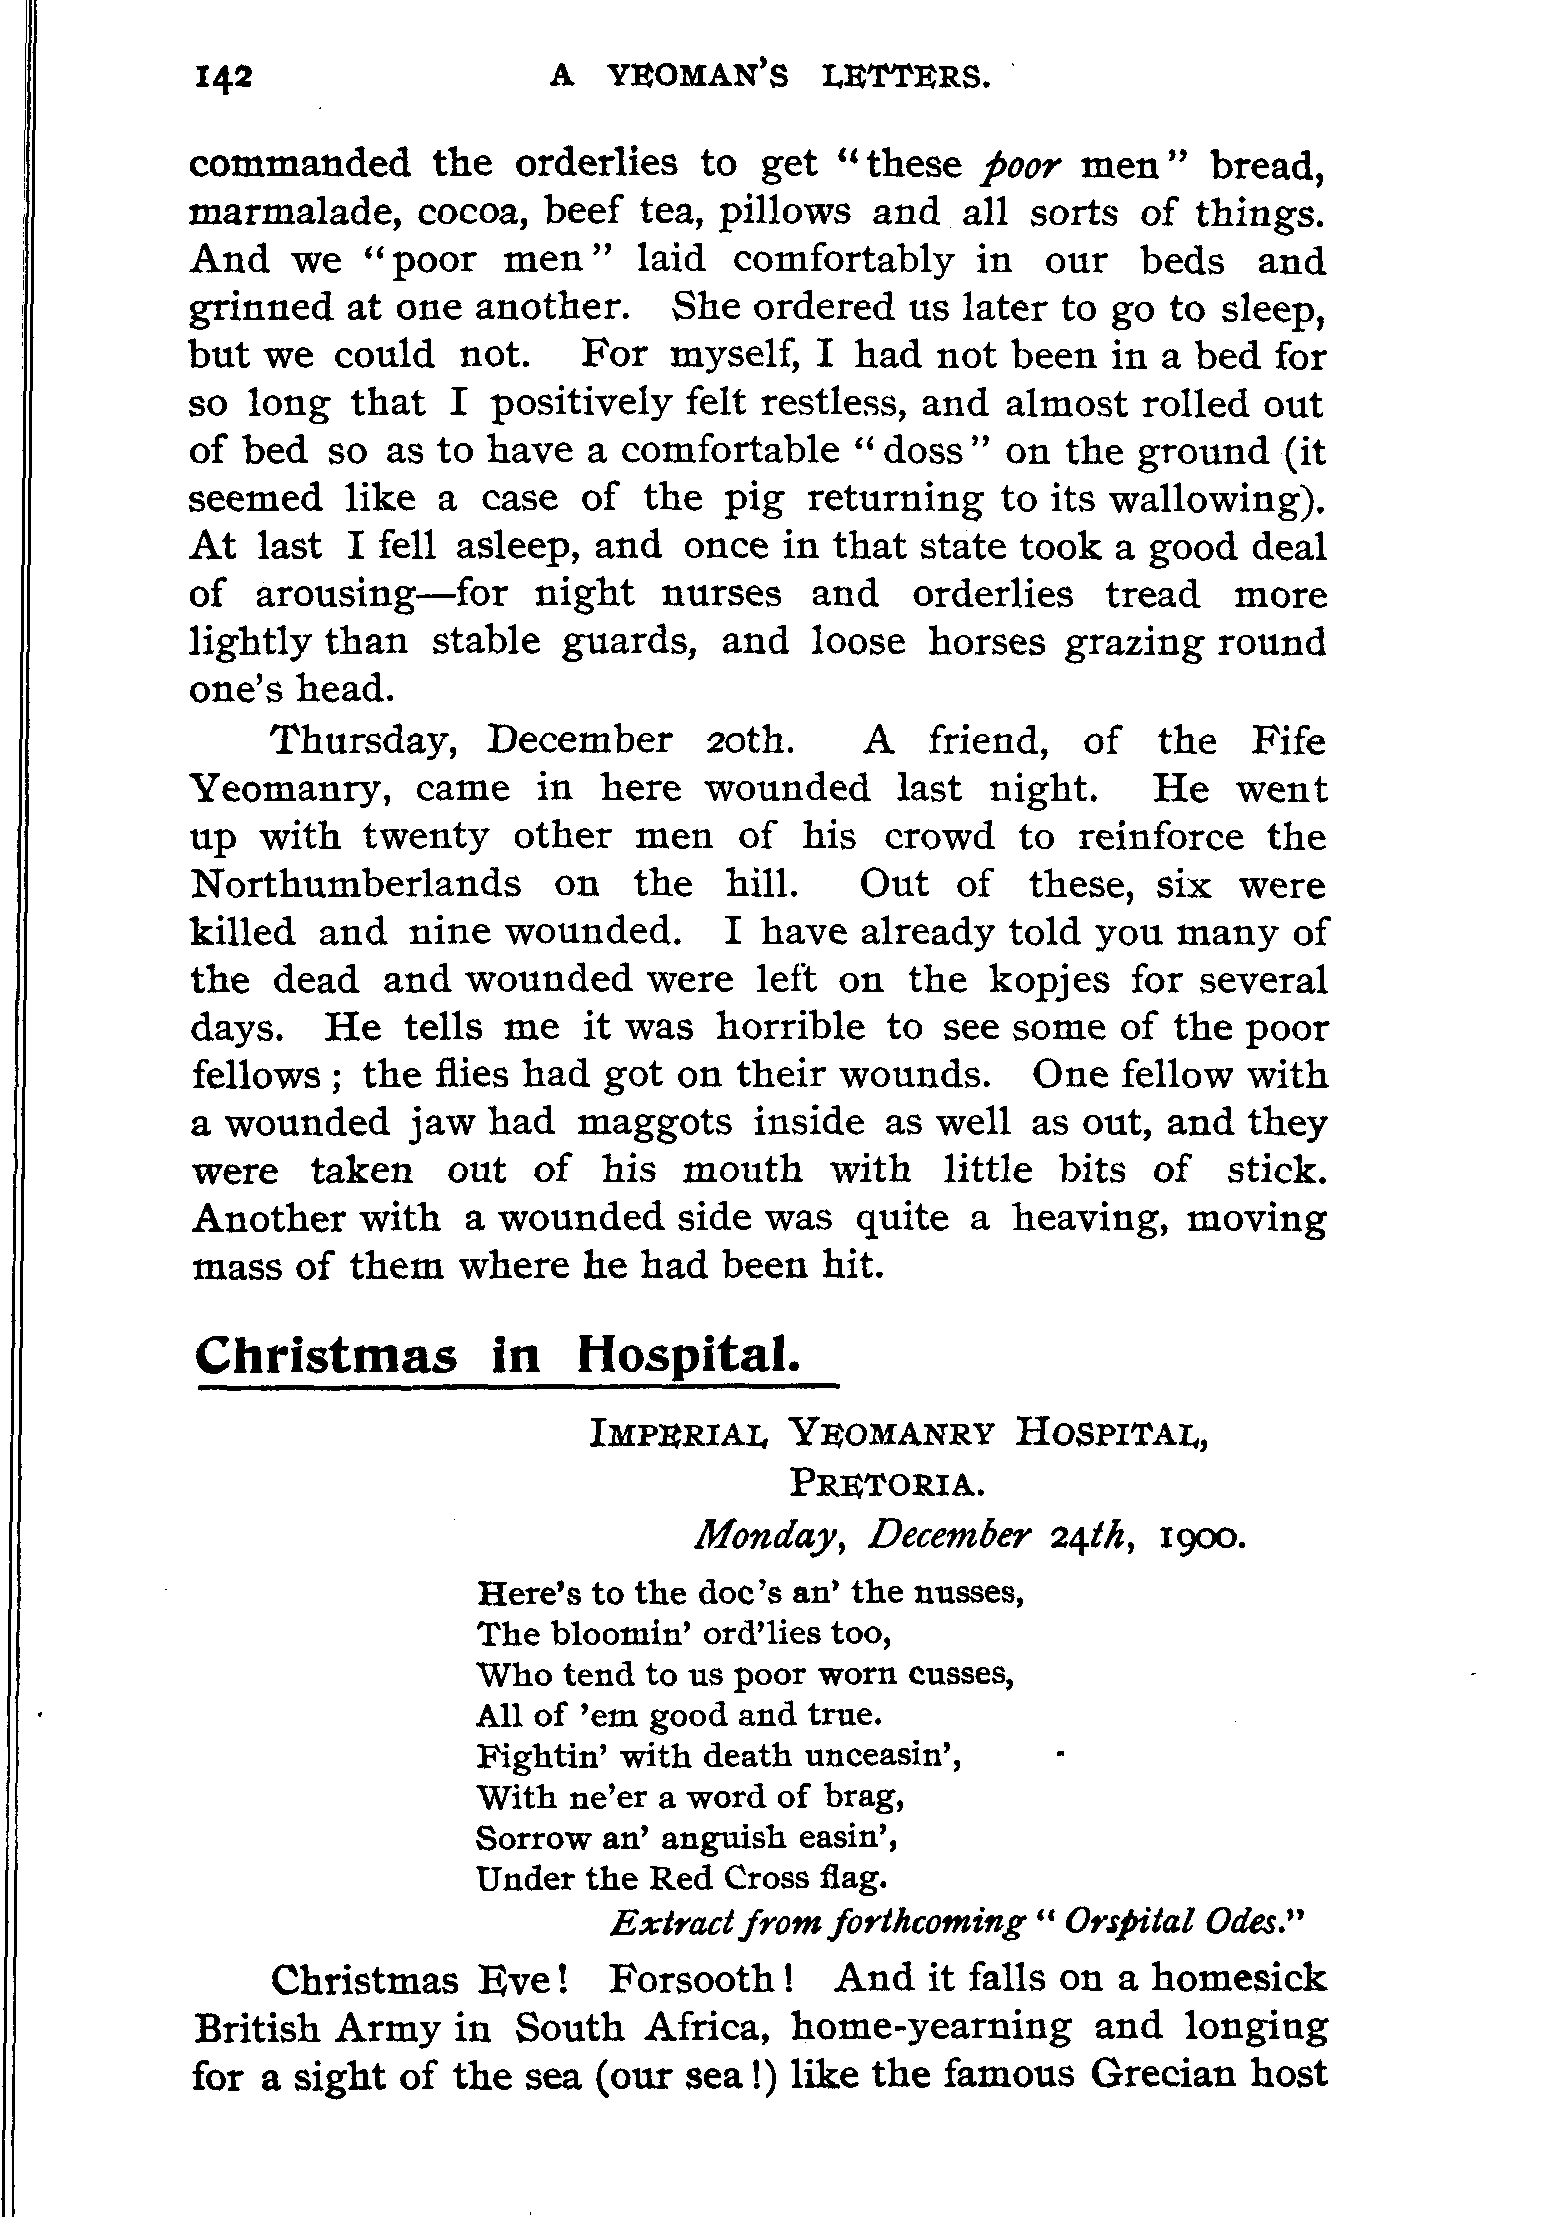 142 A YEOMAN'S LETTERS.
commanded the orderlies to get "these poor men" bread,
marmalade, cocoa, beef tea, pillows and all sorts of things.
And we "poor men" laid comfortably in our beds and
grinned at one another. She ordered us later to go to sleep,
but we could not. For myself, I had not been in a bed for
so long that I positively felt restless, and almost rolled out
of bed so as to have a comfortable "doss" on the ground (it
seemed like a case of the pig returning to its wallowing).
At last I fell asleep, and once in that state took a good deal
of arousing—for night nurses and orderlies tread more
lightly than stable guards, and loose horses grazing round
one's head.
Thursday, December 20th. A friend, of the Fife
Yeomanry, came in here wounded last night. He went
up with twenty other men of his crowd to reinforce the
Northumberlands on the hill. Out of these, six were
killed and nine wounded. I have already told you many of
the dead and wounded were left on the kopjes for several
days. He tells me it was horrible to see some of the poor
fellows; the flies had got on their wounds. One fellow with
a wounded jaw had maggots inside as well as out, and they
were taken out of his mouth with little bits of stick.
Another with a wounded side was quite a heaving, moving
mass of them where he had been hit.
Christmas in Hospital.
IMPERIAL YEOMANRY HOSPITAL,
PRETORIA.
Monday, December 24th, 1900.
Here's to the doc's an' the nusses,
The bloomin' ord'lies too,
Who tend to us poor worn cusses,
All of 'em good and true.
Fightin' with death unceasin',
With ne'er a word of brag,
Sorrow an' anguish easin',
Under the Red Cross flag.
Extract from forthcoming "Orspital Odes."
Christmas Eve! Forsooth! And it falls on a homesick
British Army in South Africa, home-yearning and longing
for a sight of the sea (our sea!) like the famous Grecian host